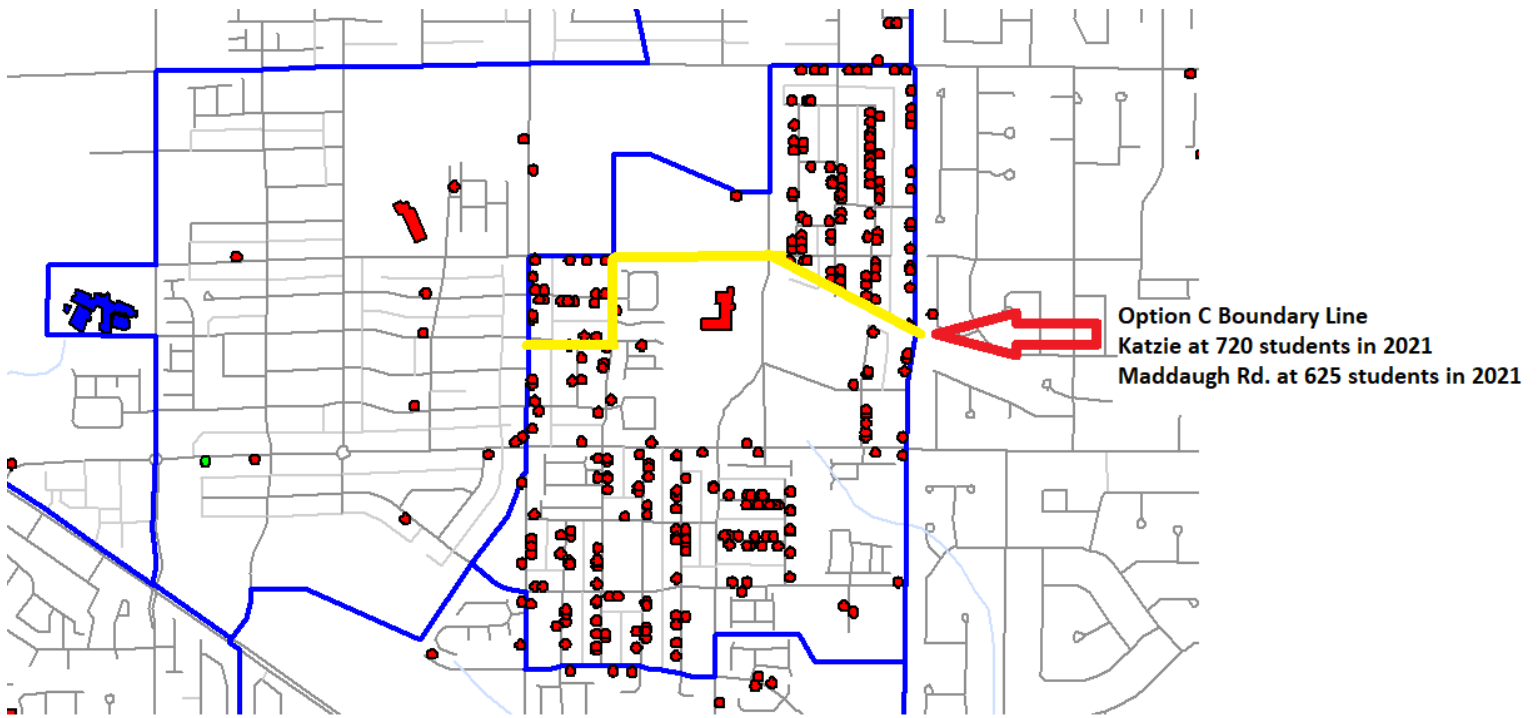 Option C Boundary Line
Katzie at 720 students in 2021
Maddaugh Rd. at 625 students in 2021